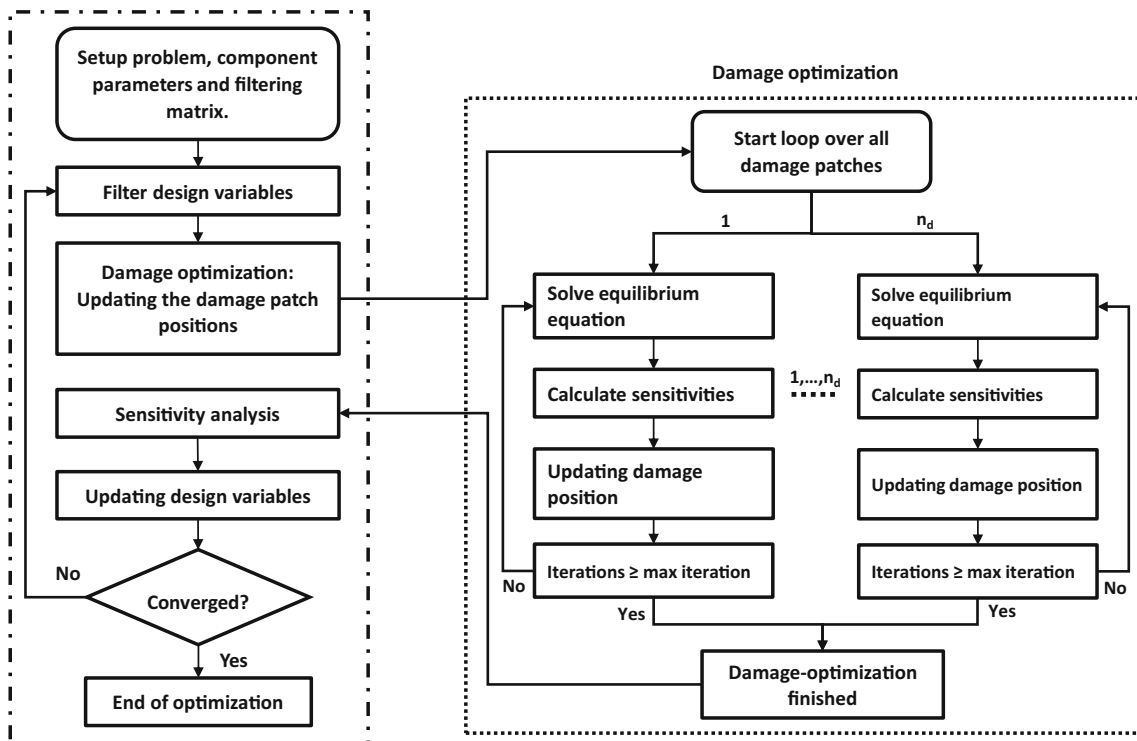 Setup problem, component
parameters and filtering
matrix.
Filter design variables
Damage optimization:
Updating the damage patch
positions
Sensitivity analysis
Updating design variables
No
Converged?
Yes
End of optimization
Damage optimization
Start loop over all
damage patches
1
n_d
Solve equilibrium
equation
Calculate sensitivities
Updating damage
position
Iterations ≥ max iteration
No
Yes
1,...,n_d
Solve equilibrium
equation
Calculate sensitivities
Updating damage position
Iterations ≥ max iteration
No
Yes
Damage-optimization
finished